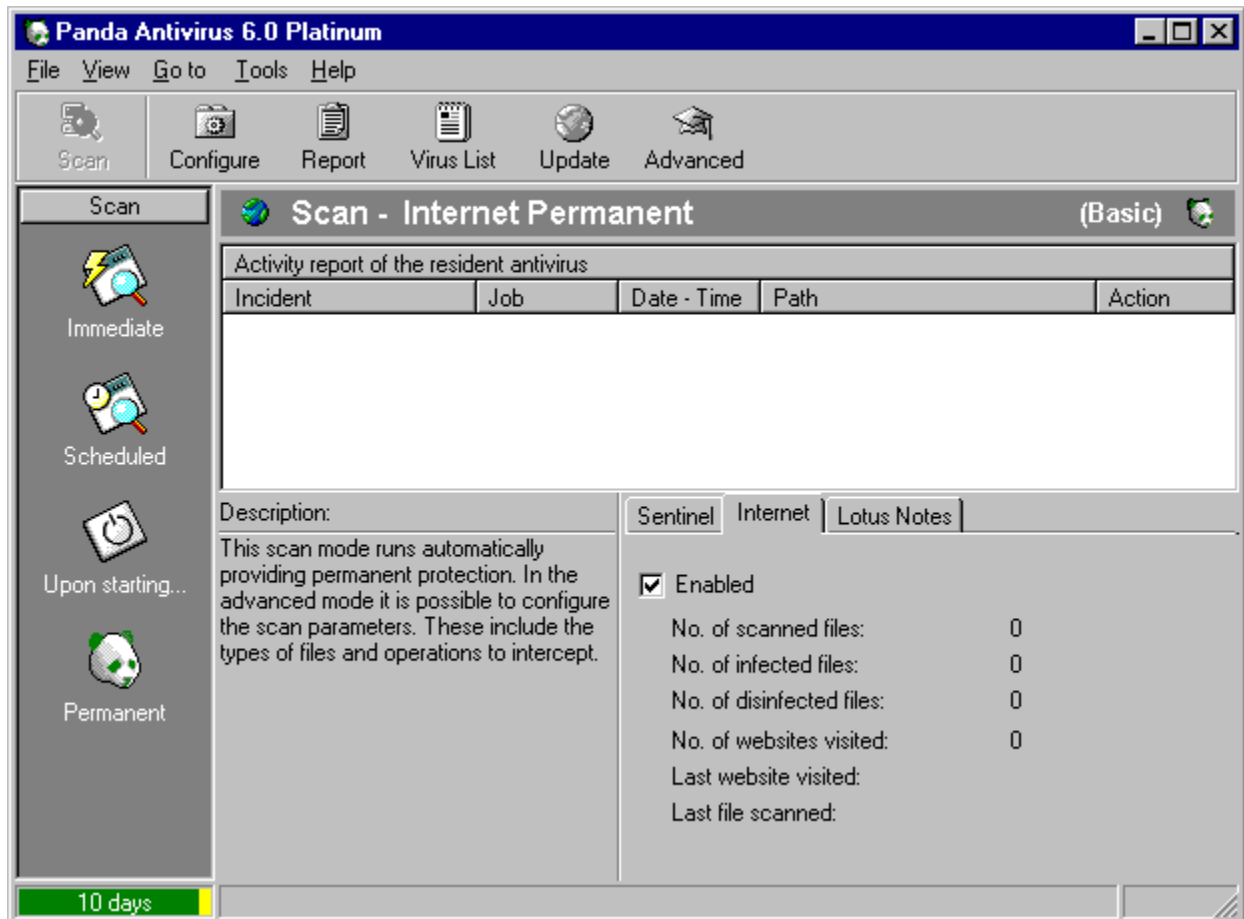 Panda Antivirus 6.0 Platinum
File View Go to Tools Help
Scan Configure Report Virus List Update Advanced
Scan
Immediate
Scheduled
Upon starting...
Permanent
Scan - Internet Permanent (Basic)
Activity report of the resident antivirus
Incident Job Date - Time Path Action
Description:
This scan mode runs automatically
providing permanent protection. In the
advanced mode it is possible to configure
the scan parameters. These include the
types of files and operations to intercept.
Sentinel Internet Lotus Notes
Enabled
No. of scanned files: 0
No. of infected files: 0
No. of disinfected files: 0
No. of websites visited: 0
Last website visited:
Last file scanned:
10 days